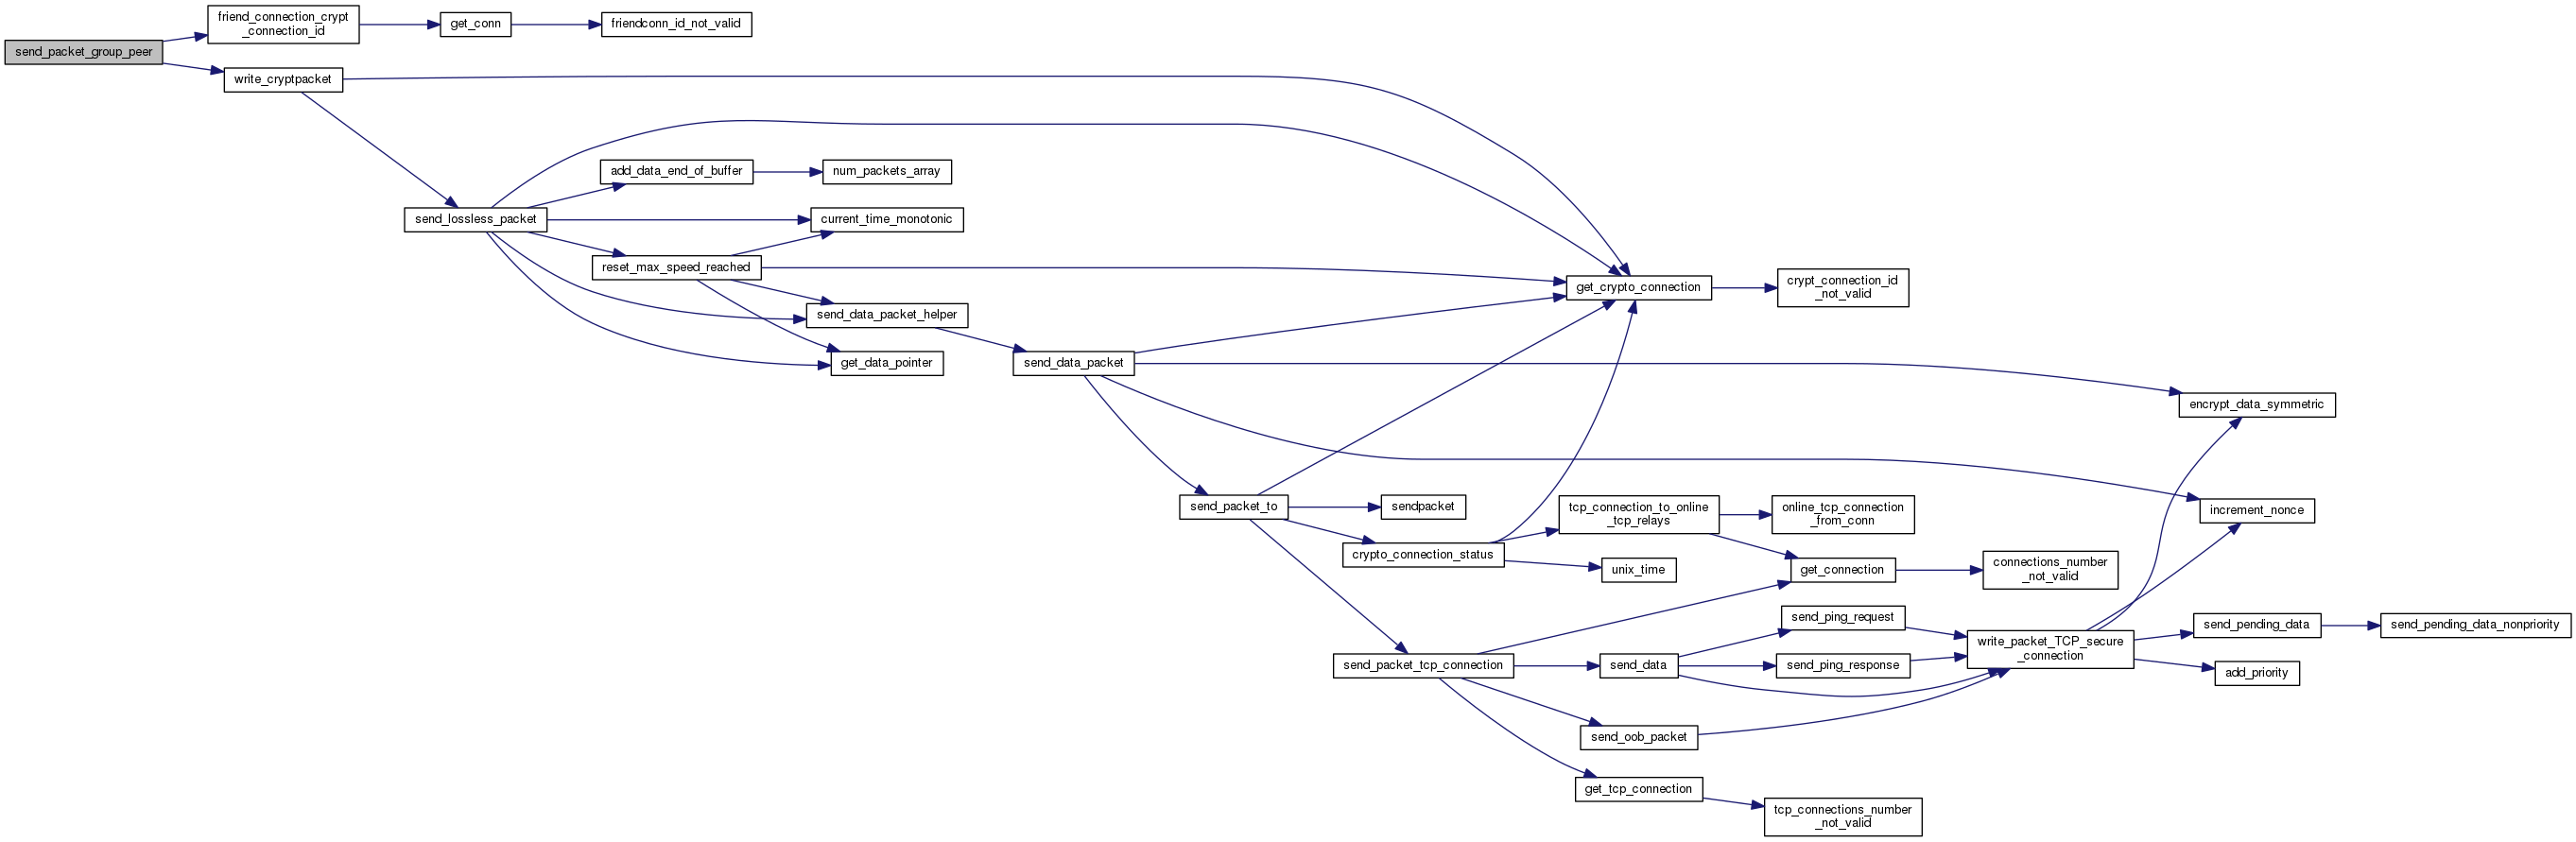 send_packet_group_peer
friend_connection_crypt
_connection_id
get_conn
friendconn_id_not_valid
write_cryptpacket
send_lossless_packet
add_data_end_of_buffer
num_packets_array
current_time_monotonic
reset_max_speed_reached
send_data_packet_helper
get_data_pointer
get_crypto_connection
crypt_connection_id
_not_valid
send_data_packet
encrypt_data_symmetric
increment_nonce
send_packet_to
sendpacket
crypto_connection_status
tcp_connection_to_online
_tcp_relays
online_tcp_connection
_from_conn
unix_time
get_connection
connections_number
_not_valid
send_packet_tcp_connection
send_data
send_ping_request
send_ping_response
write_packet_TCP_secure
_connection
send_pending_data
send_pending_data_nonpriority
add_priority
send_oob_packet
get_tcp_connection
tcp_connections_number
_not_valid